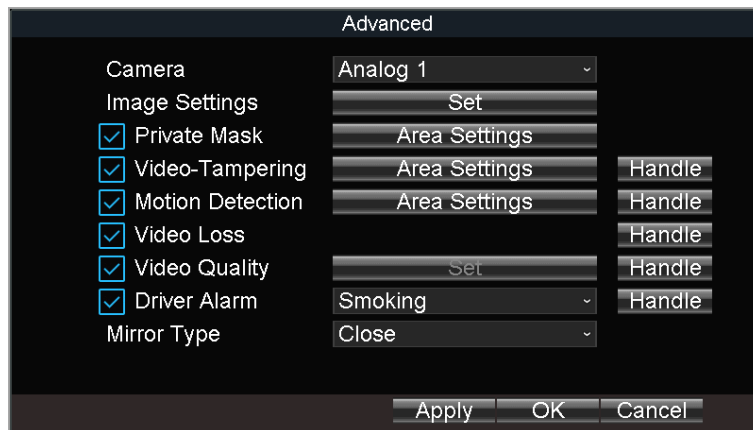 Advanced
Camera Analog 1
Image Settings Set
Private Mask Area Settings
Video-Tampering Area Settings Handle
Motion Detection Area Settings Handle
Video Loss Handle
Video Quality Set Handle
Driver Alarm Smoking Handle
Mirror Type Close
Apply OK Cancel